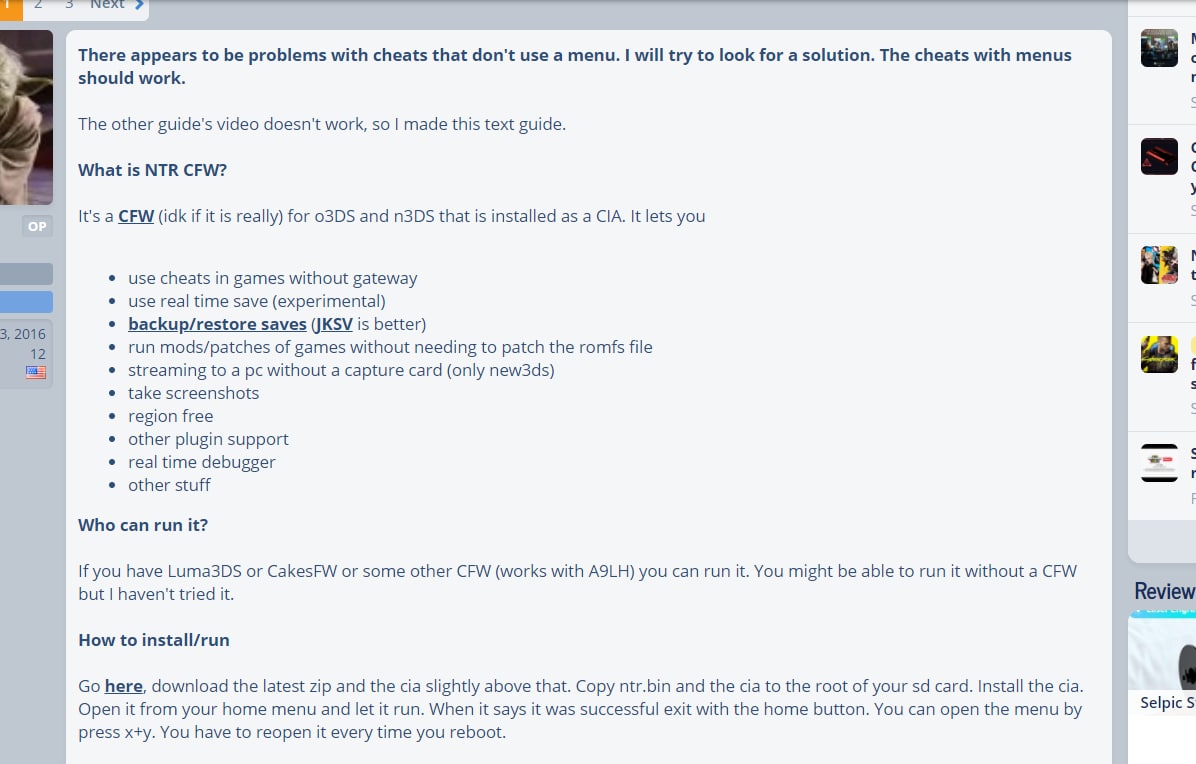 1 2 3 Next
There appears to be problems with cheats that don't use a menu. I will try to look for a solution. The cheats with menus
should work.
The other guide's video doesn't work, so I made this text guide.
What is NTR CFW?
OP
It's a CFW (idk if it is really) for o3DS and n3DS that is installed as a CIA. It lets you
• use cheats in games without gateway
• use real time save (experimental)
• backup/restore saves (JKSV is better)
3, 2016
• run mods/patches of games without needing to patch the romfs file
12
• streaming to a pc without a capture card (only new3ds)
• take screenshots
• region free
• other plugin support
• real time debugger
• other stuff
Who can run it?
If you have Luma3DS or CakesFW or some other CFW (works with A9LH) you can run it. You might be able to run it without a CFW
but I haven't tried it.
How to install/run
Go here, download the latest zip and the cia slightly above that. Copy ntr.bin and the cia to the root of your sd card. Install the cia.
Open it from your home menu and let it run. When it says it was successful exit with the home button. You can open the menu by
press x+y. You have to reopen it every time you reboot.
Review
Selpic S